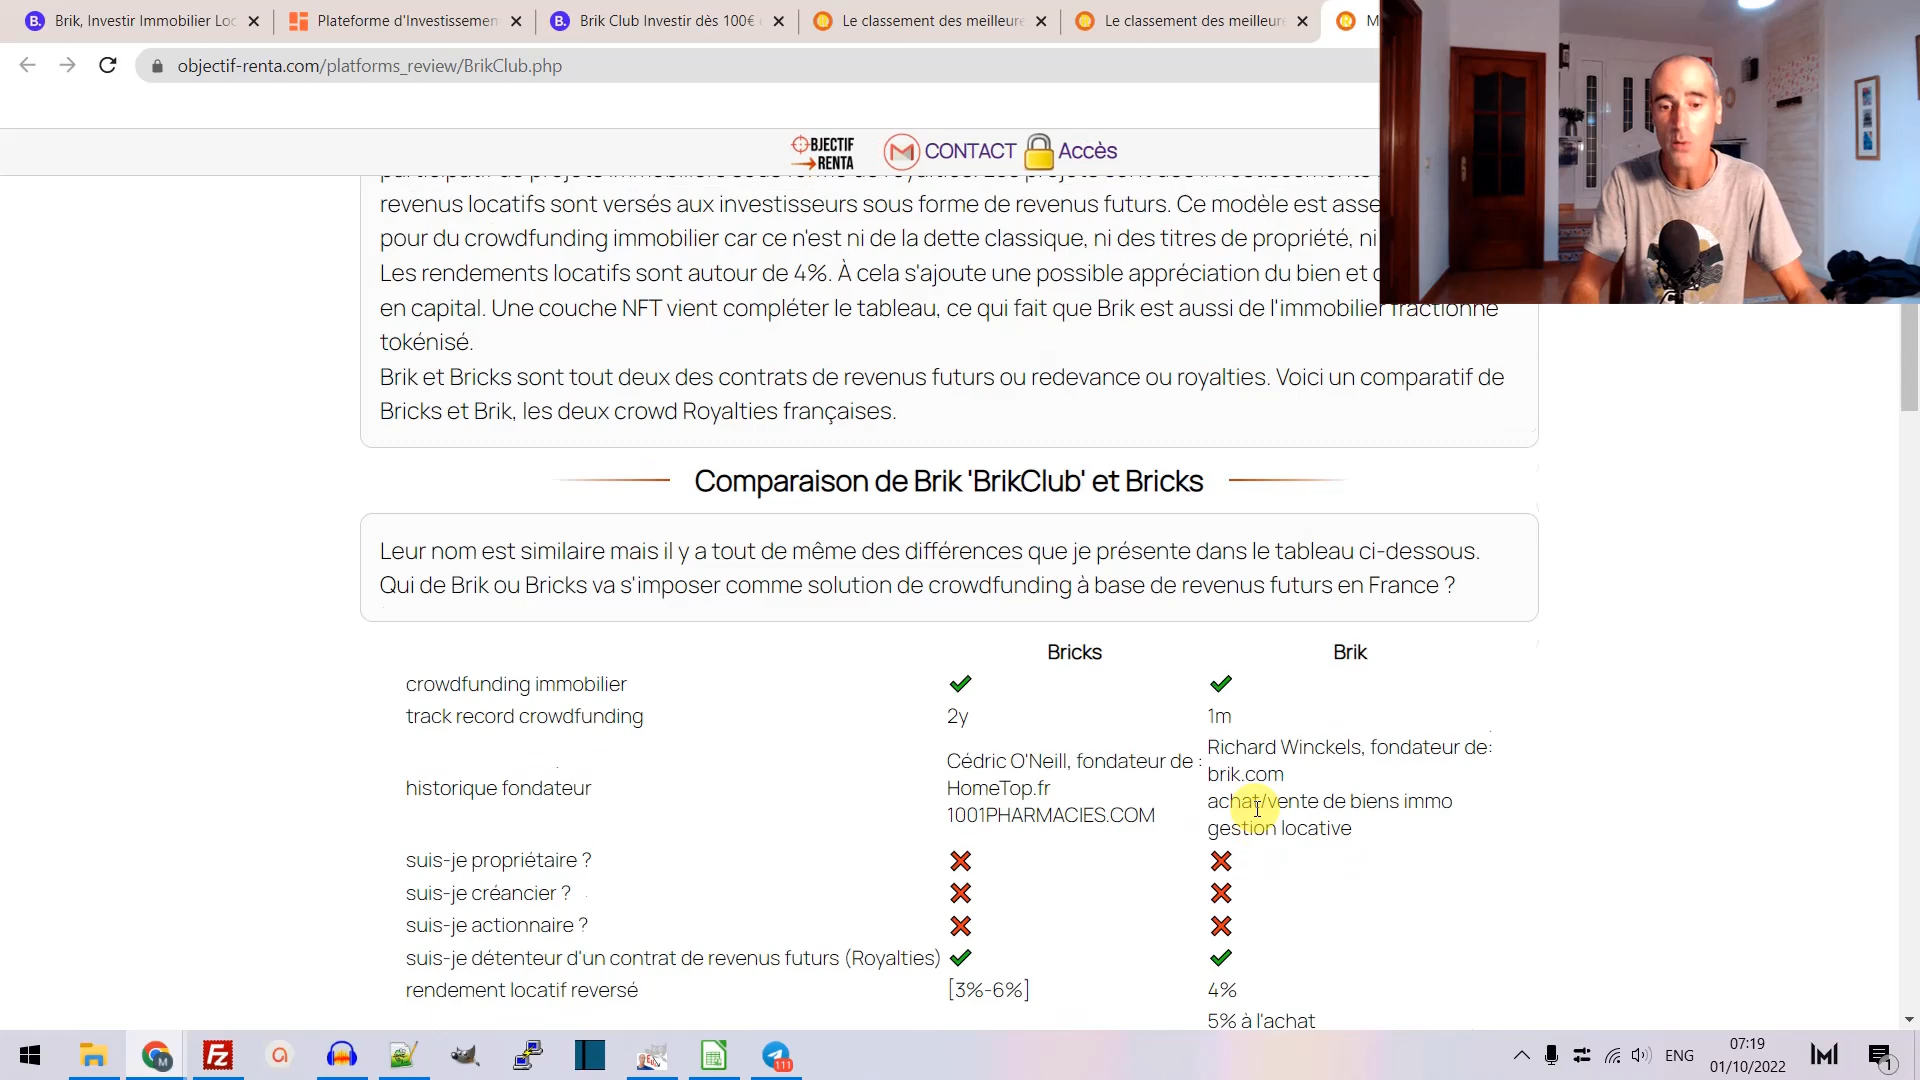 Brik, Investir Immobilier Loc
Plateforme d'Investissemen
Brik Club Investir dès 100€
Le classement des meilleure
Le classement des meilleur
M
objectif-renta.com/platforms_review/BrikClub.php
OBJECTIF
RENTA
CONTACT
Accès
revenus locatifs sont versés aux investisseurs sous forme de revenus futurs. Ce modèle est asse
pour du crowdfunding immobilier car ce n'est ni de la dette classique, ni des titres de propriété, ni
Les rendements locatifs sont autour de 4%. À cela s'ajoute une possible appréciation du bien et
en capital. Une couche NFT vient compléter le tableau, ce qui fait que Brik est aussi de l'immobilier fractionné
tokénisé.
Brik et Bricks sont tout deux des contrats de revenus futurs ou redevance ou royalties. Voici un comparatif de
Bricks et Brik, les deux crowd Royalties françaises.
Comparaison de Brik 'BrikClub' et Bricks
Leur nom est similaire mais il y a tout de même des différences que je présente dans le tableau ci-dessous.
Qui de Brik ou Bricks va s'imposer comme solution de crowdfunding à base de revenus futurs en France ?
Bricks Brik
crowdfunding immobilier ✔ ✔
track record crowdfunding 2y 1m
historique fondateur
Cédric O'Neill, fondateur de :
HomeTop.fr
1001PHARMACIES.COM
Richard Winckels, fondateur de:
brik.com
achat/vente de biens immo
gestion locative
suis-je propriétaire ? ❌ ❌
suis-je créancier ? ❌ ❌
suis-je actionnaire ? ❌ ❌
suis-je détenteur d'un contrat de revenus futurs (Royalties) ✔ ✔
rendement locatif reversé [3%-6%] 4%
5% à l'achat
111
ENG
07:19
01/10/2022
1